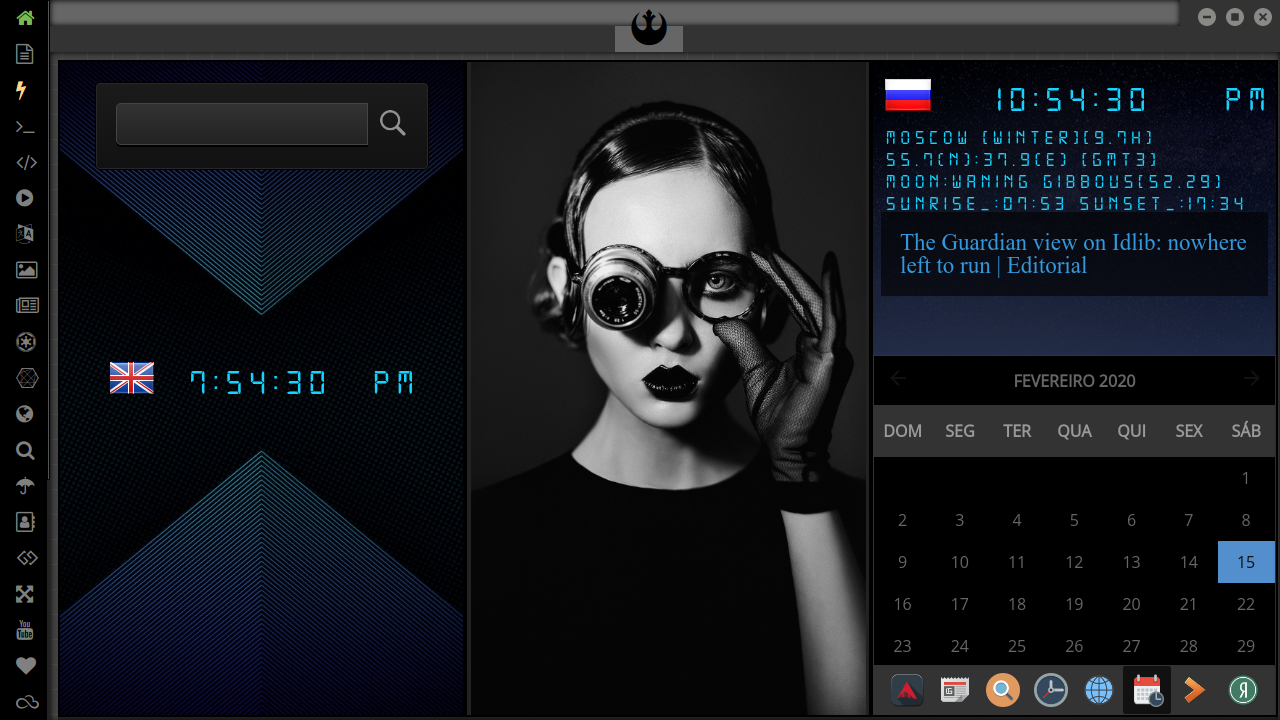 10:54:30 PM
MOSCOW [WINTER][9.7H]
55.7[N]:37.9[E] [GMT3]
MOON:WANING GIBBOUS[52.29]
SUNRISE_:07:53 SUNSET_:17:34
The Guardian view on Idlib: nowhere
left to run | Editorial
7:54:30 PM
FEVEREIRO 2020
DOM SEG TER QUA QUI SEX SÁB
1
2 3 4 5 6 7 8
9 10 11 12 13 14 15
16 17 18 19 20 21 22
23 24 25 26 27 28 29
You
Tube
Я